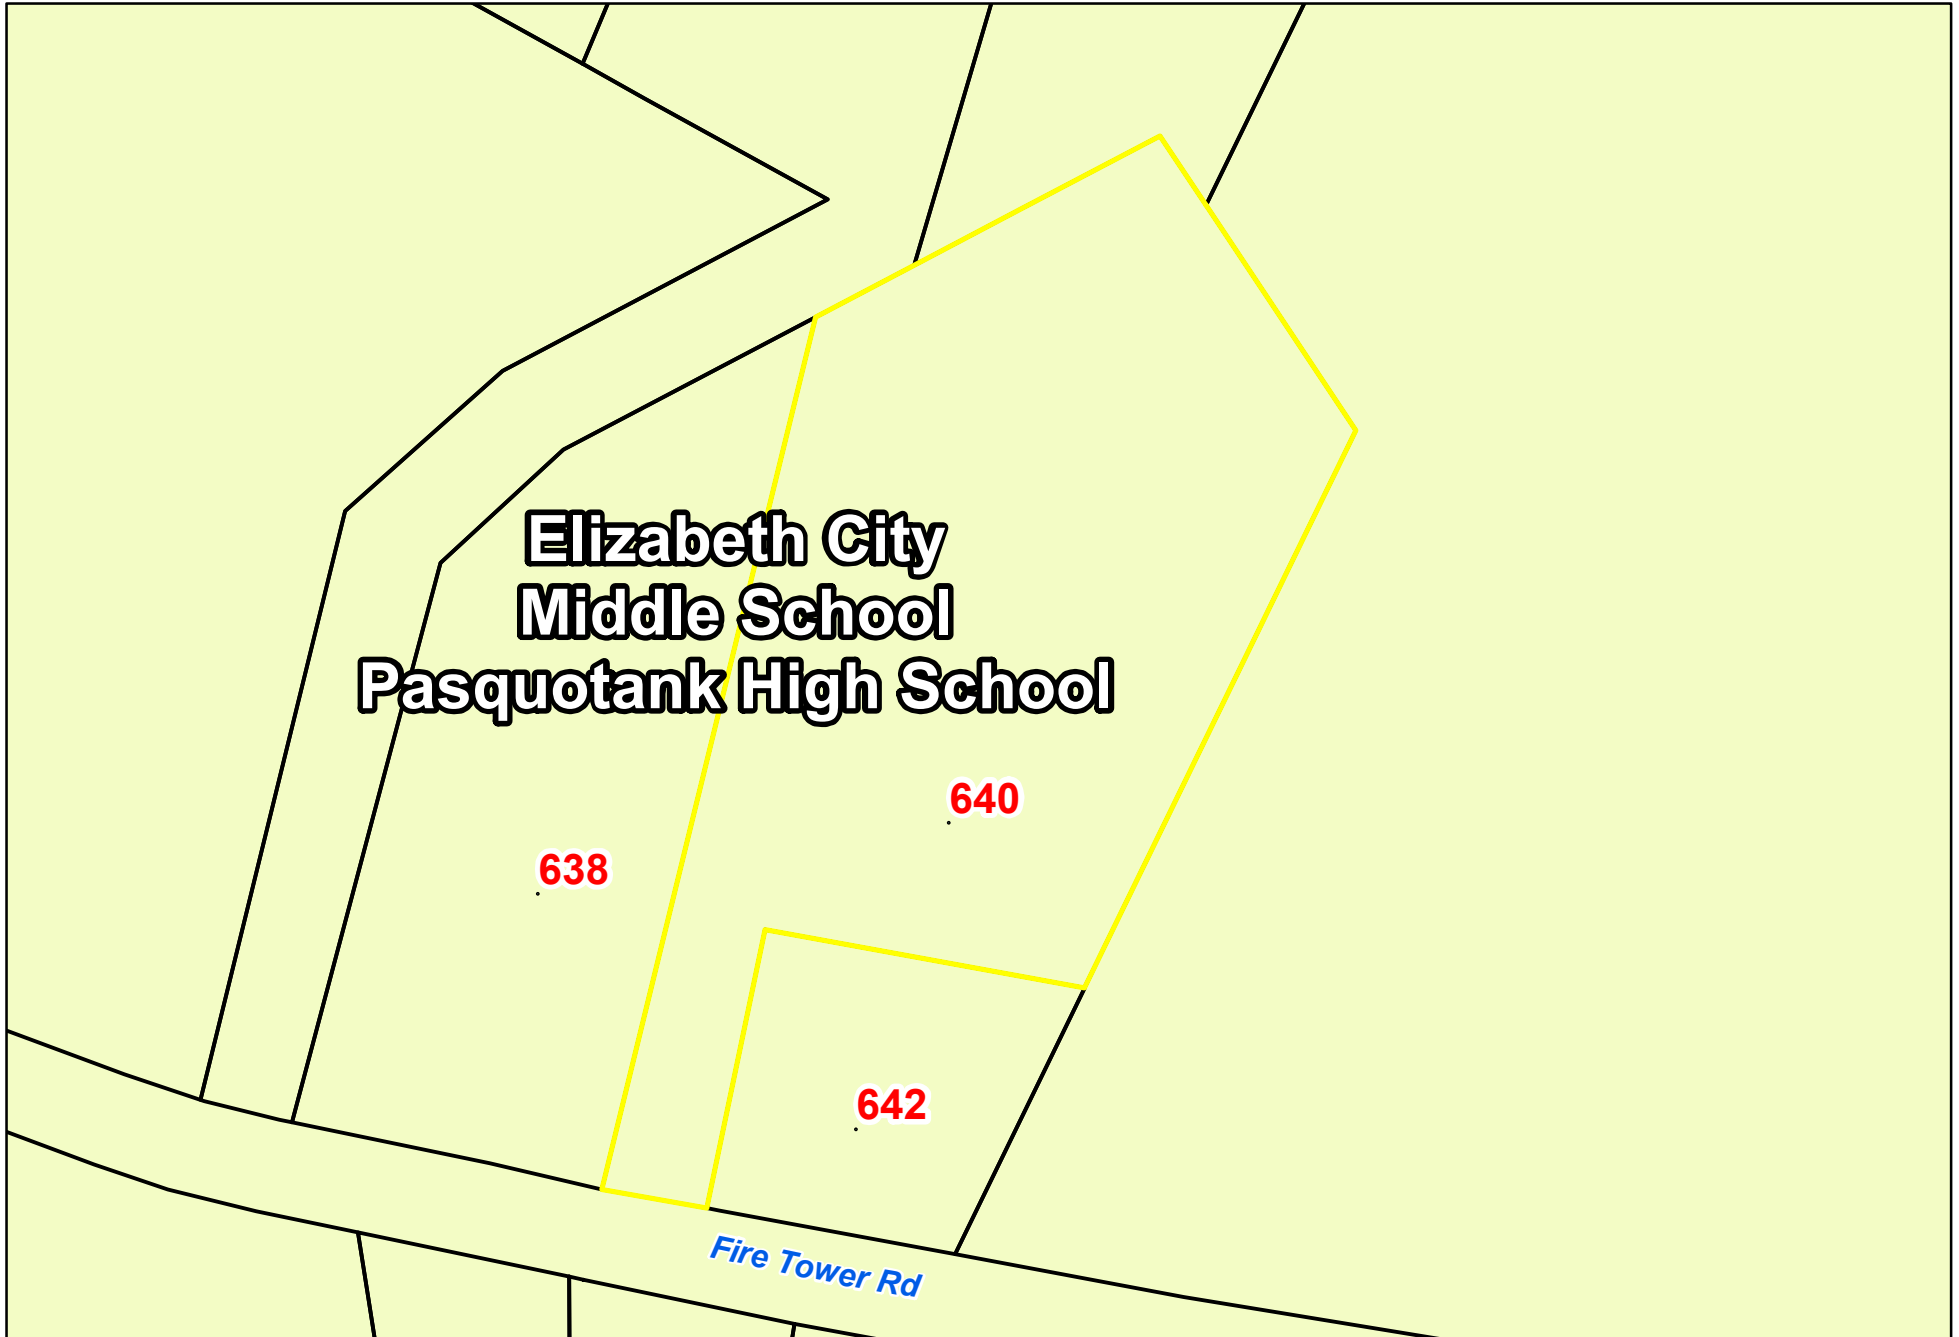 Elizabeth City
Middle School
Pasquotank High School
640
638
642
Fire Tower Rd